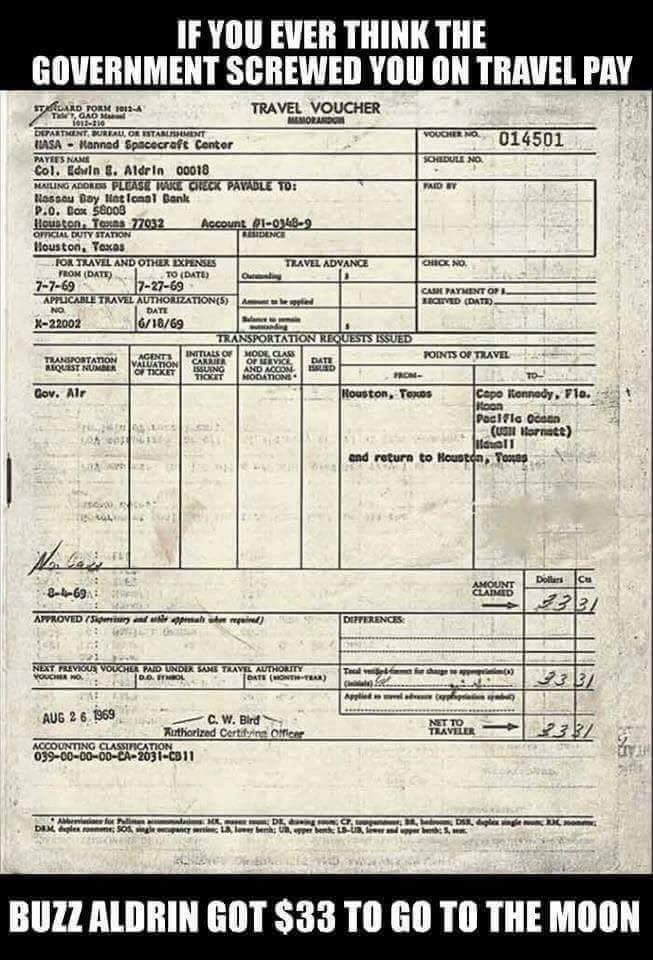 IF YOU EVER THINK THE
GOVERNMENT SCREWED YOU ON TRAVEL PAY
STANDARD FORM 1012-A
Title 7, GAO Manual
1012-210
TRAVEL VOUCHER
MEMORANDUM
DEPARTMENT, BUREAU, OR ESTABLISHMENT
NASA - Manned Spacecraft Center
VOUCHER NO. 014501
PAYEE'S NAME
Col. Edwin E. Aldrin 00018
SCHEDULE NO.
MAILING ADDRESS PLEASE MAKE CHECK PAYABLE TO:
Nassau Bay National Bank
P.O. Box 58008
Houston, Texas 77032 Account #1-0348-9
PAID BY
OFFICIAL DUTY STATION
Houston, Texas
RESIDENCE
FOR TRAVEL AND OTHER EXPENSES
FROM (DATE) TO (DATE)
7-7-69 7-27-69
TRAVEL ADVANCE
Outstanding $
CHECK NO.
APPLICABLE TRAVEL AUTHORIZATION(S)
NO. DATE
X-22002 6/18/69
Amount to be applied
Balance to remain
outstanding $
CASH PAYMENT OF $
RECEIVED (DATE)
TRANSPORTATION REQUESTS ISSUED
TRANSPORTATION
REQUEST NUMBER
AGENT'S
VALUATION
OF TICKET
INITIALS OF
CARRIER
ISSUING
TICKET
MODE, CLASS
OF SERVICE,
AND ACCOM-
MODATIONS *
DATE
ISSUED
POINTS OF TRAVEL
FROM- TO-
Gov. Air
Houston, Texas
Cape Kennedy, Fla.
Moon
Pacific Ocean
(USN Hornet)
Hawaii
and return to Houston, Texas
8-4-69
AMOUNT
CLAIMED
Dollars Cts
33 31
APPROVED (Supervisory and other approvals when required)
DIFFERENCES:
NEXT PREVIOUS VOUCHER PAID UNDER SAME TRAVEL AUTHORITY
VOUCHER NO. D.O. SYMBOL DATE (MONTH-YEAR)
Total verified correct for charge to appropriation(s)
(initials)
33 31
Applied to travel advance (appropriation symbol)
AUG 26 1969
C. W. Bird
Authorized Certifying Officer
NET TO
TRAVELER
33 31
ACCOUNTING CLASSIFICATION
039-00-00-00-CA-2031-CB11
* Abbreviations for Pullman accommodations: MR, master room; DR, drawing room; CP, compartment; BR, bedroom; DSR, duplex single room; RM, roomette;
DRM, duplex roomette; SOS, single occupancy section; LB, lower berth; UB, upper berth; LB-UB, lower and upper berth; S, seat.
BUZZ ALDRIN GOT $33 TO GO TO THE MOON